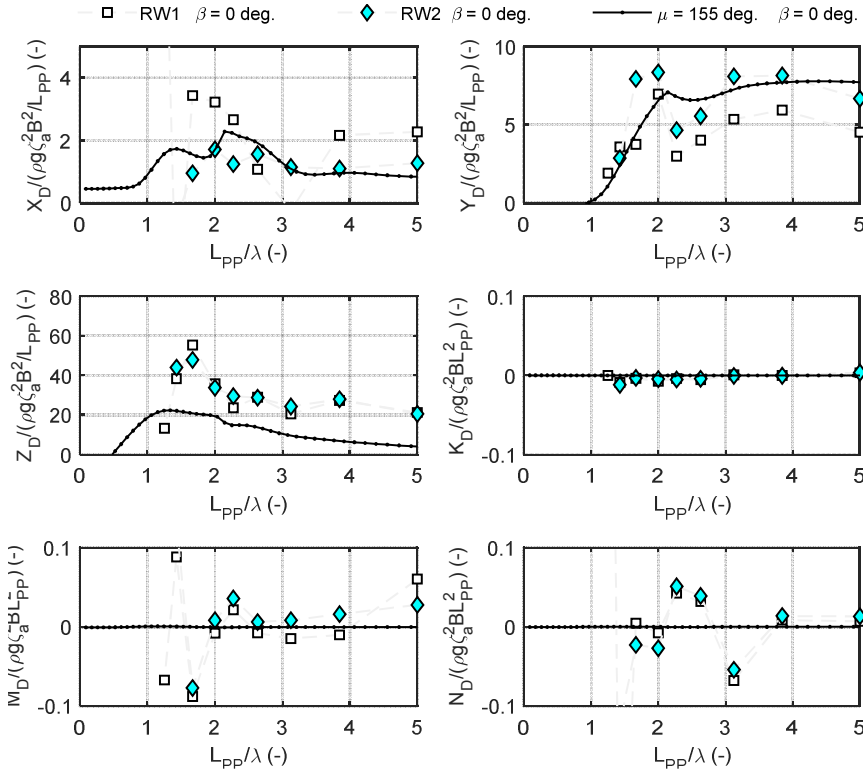 RW1 β = 0 deg. RW2 β = 0 deg. μ = 155 deg. β = 0 deg.
X_D/(ρgζ_a^2B^2/L_PP) (-)
4
2
0
0 1 2 3 4 5
L_PP/λ (-)
Y_D/(ρgζ_a^2B^2/L_PP) (-)
10
5
0
0 1 2 3 4 5
L_PP/λ (-)
Z_D/(ρgζ_a^2B^2/L_PP) (-)
80
60
40
20
0
0 1 2 3 4 5
L_PP/λ (-)
K_D/(ρgζ_a^2BL_PP^2) (-)
0.1
0
-0.1
0 1 2 3 4 5
L_PP/λ (-)
M_D/(ρgζ_a^2BL_PP^2) (-)
0.1
0
-0.1
0 1 2 3 4 5
L_PP/λ (-)
N_D/(ρgζ_a^2BL_PP^2) (-)
0.1
0
-0.1
0 1 2 3 4 5
L_PP/λ (-)